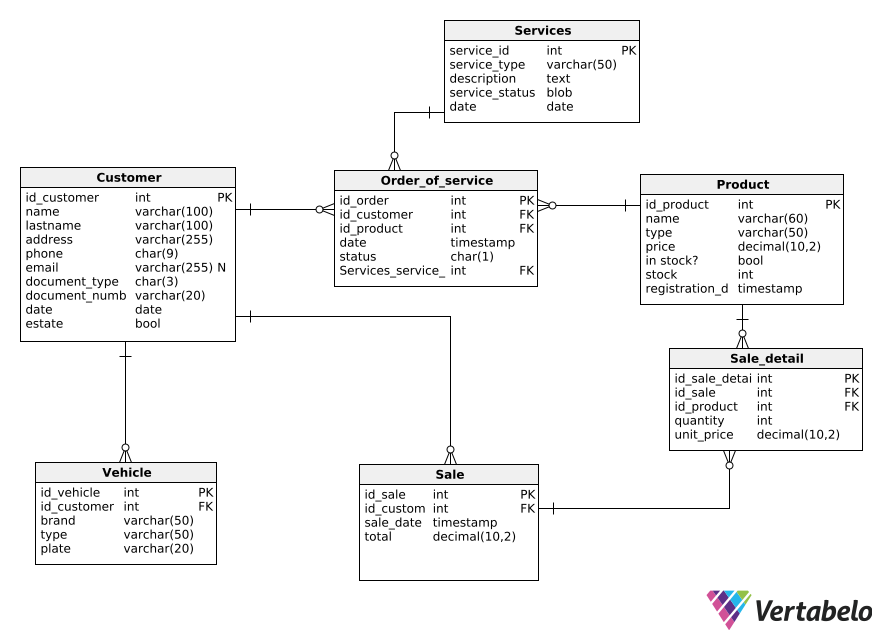 Services
service_id int PK
service_type varchar(50)
description text
service_status blob
date date
Customer
id_customer int PK
name varchar(100)
lastname varchar(100)
address varchar(255)
phone char(9)
email varchar(255) N
document_type char(3)
document_numb varchar(20)
date date
estate bool
Order_of_service
id_order int PK
id_customer int FK
id_product int FK
date timestamp
status char(1)
Services_service_ int FK
Product
id_product int PK
name varchar(60)
type varchar(50)
price decimal(10,2)
in stock? bool
stock int
registration_d timestamp
Sale_detail
id_sale_detai int PK
id_sale int FK
id_product int FK
quantity int
unit_price decimal(10,2)
Vehicle
id_vehicle int PK
id_customer int FK
brand varchar(50)
type varchar(50)
plate varchar(20)
Sale
id_sale int PK
id_custom int FK
sale_date timestamp
total decimal(10,2)
Vertabelo